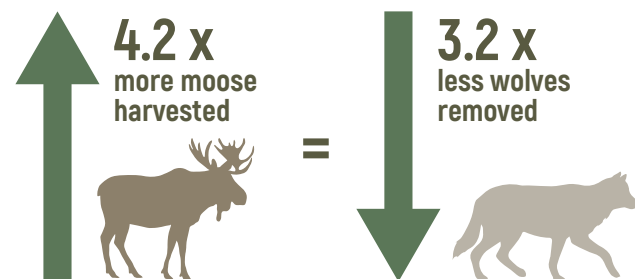 4.2 x
more moose
harvested
=
3.2 x
less wolves
removed